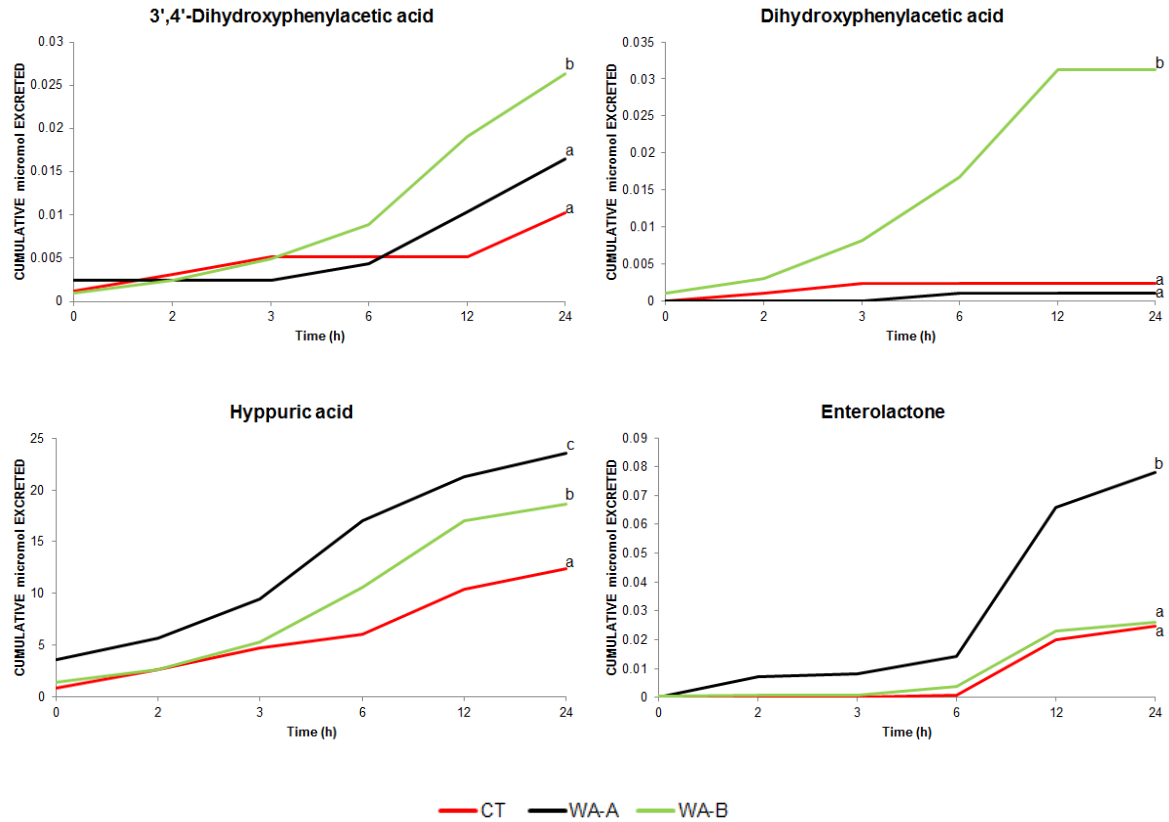 3',4'-Dihydroxyphenylacetic acid
CUMULATIVE micromol EXCRETED
0.03
0.025
0.02
0.015
0.01
0.005
0
b
a
a
0 2 3 6 12 24
Time (h)
Dihydroxyphenylacetic acid
CUMULATIVE micromol EXCRETED
0.035
0.03
0.025
0.02
0.015
0.01
0.005
0
b
a
a
0 2 3 6 12 24
Time (h)
Hyppuric acid
CUMULATIVE micromol EXCRETED
25
20
15
10
5
0
c
b
a
0 2 3 6 12 24
Time (h)
Enterolactone
CUMULATIVE micromol EXCRETED
0.09
0.08
0.07
0.06
0.05
0.04
0.03
0.02
0.01
0
b
a
a
0 2 3 6 12 24
Time (h)
CT WA-A WA-B